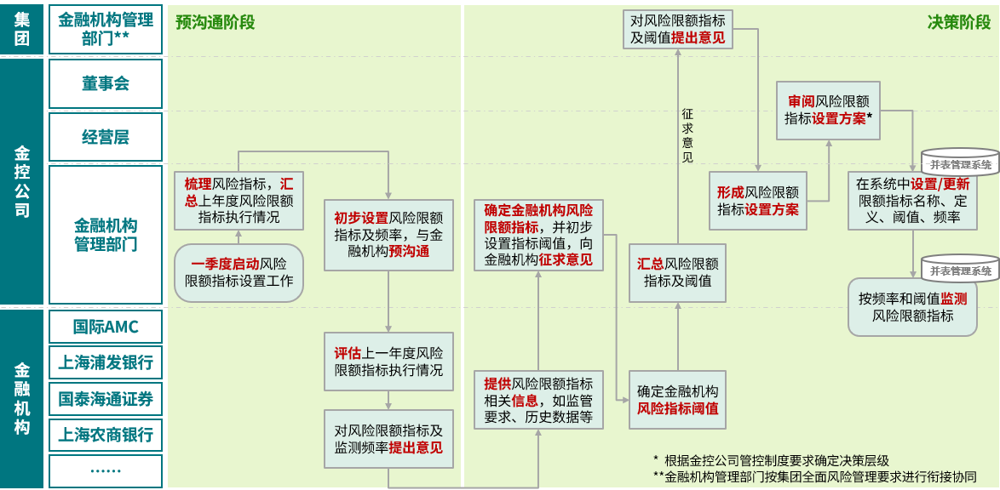 集
团
金融机构管理
部门**
金
控
公
司
董事会
经营层
金融机构
管理部门
金
融
机
构
国际AMC
上海浦发银行
国泰海通证券
上海农商银行
……
预沟通阶段
梳理风险指标，汇
总上年度风险限额
指标执行情况
一季度启动风险
限额指标设置工作
初步设置风险限额
指标及频率，与金
融机构预沟通
评估上一年度风险
限额指标执行情况
对风险限额指标及
监测频率提出意见
决策阶段
确定金融机构风险
限额指标，并初步
设置指标阈值，向
金融机构征求意见
提供风险限额指标
相关信息，如监管
要求、历史数据等
确定金融机构
风险指标阈值
汇总风险限额
指标及阈值
征
求
意
见
对风险限额指标
及阈值提出意见
形成风险限额
指标设置方案
审阅风险限额
指标设置方案*
并表管理系统
在系统中设置/更新
限额指标名称、定
义、阈值、频率
并表管理系统
按频率和阈值监测
风险限额指标
* 根据金控公司管控制度要求确定决策层级
**金融机构管理部门按集团全面风险管理要求进行衔接协同